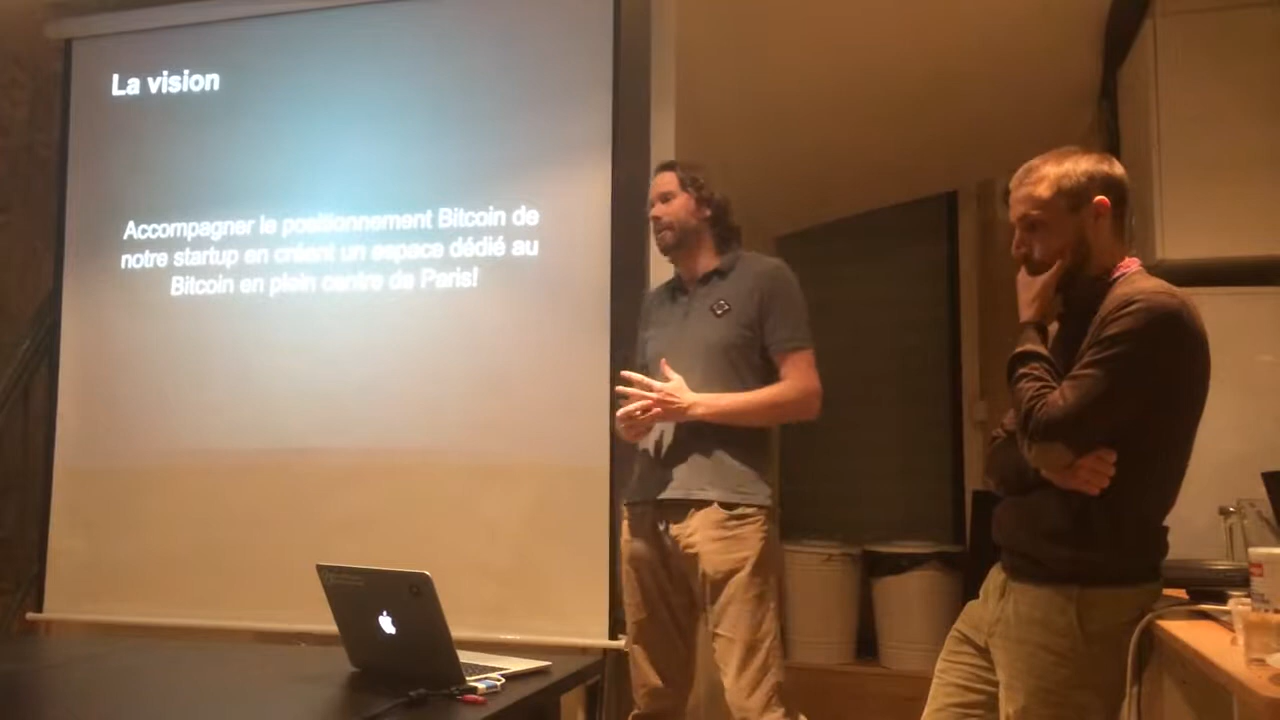 La vision
Accompagner le positionnement Bitcoin de
notre startup en créant un espace dédié au
Bitcoin en plein centre de Paris!